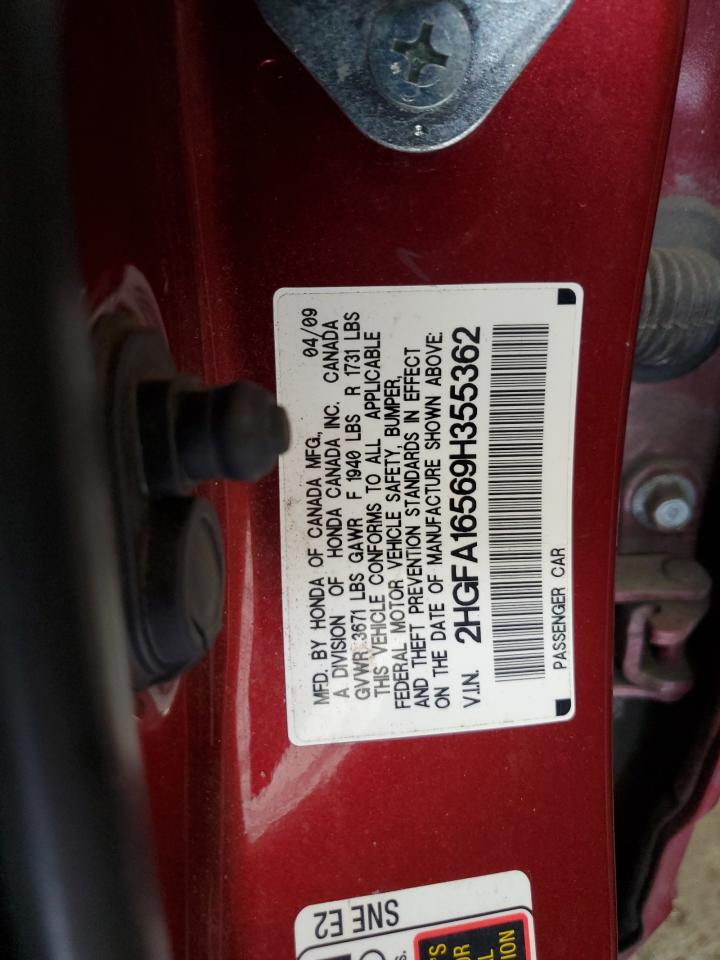 MFD. BY HONDA OF CANADA MFG., 04/09
A DIVISION OF HONDA CANADA INC. CANADA
GVWR 3671 LBS GAWR F 1940 LBS R 1731 LBS
THIS VEHICLE CONFORMS TO ALL APPLICABLE
FEDERAL MOTOR VEHICLE SAFETY, BUMPER,
AND THEFT PREVENTION STANDARDS IN EFFECT
ON THE DATE OF MANUFACTURE SHOWN ABOVE:
V.I.N. 2HGFA16569H355362
PASSENGER CAR
SNE E2